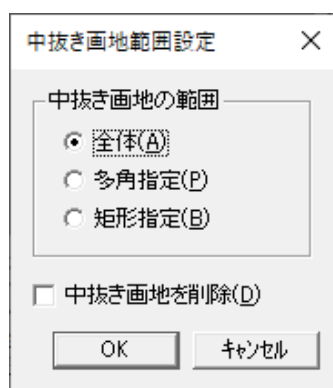 中抜き画地範囲設定
中抜き画地の範囲
全体(A)
多角指定(P)
矩形指定(B)
中抜き画地を削除(D)
OK ｷｬﾝｾﾙ